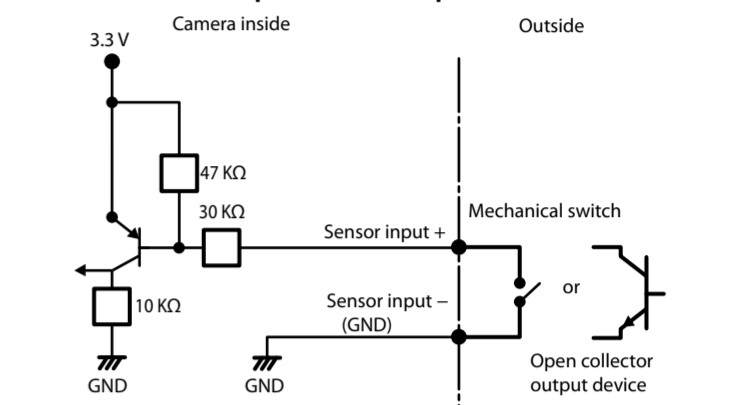 Camera inside
Outside
3.3 V
47 KΩ
30 KΩ
Sensor input +
Mechanical switch
10 KΩ
Sensor input –
(GND)
or
GND
GND
Open collector
output device